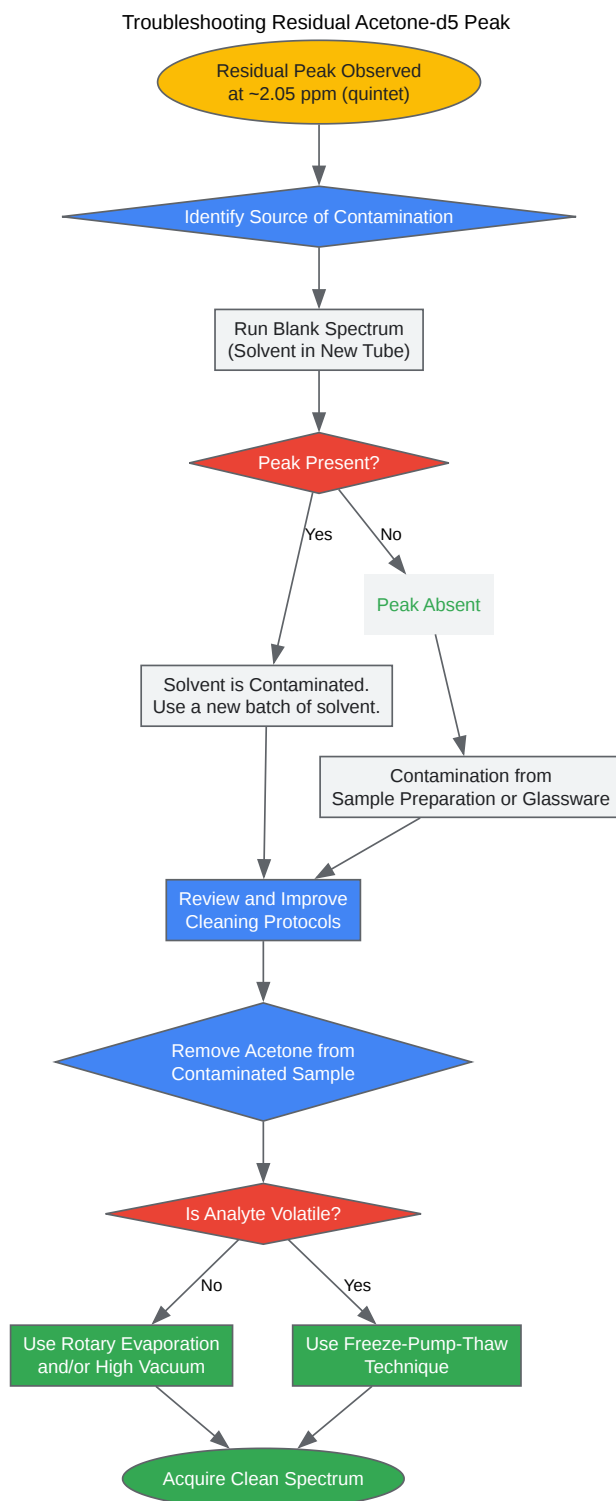 Troubleshooting Residual Acetone-d5 Peak
Residual Peak Observed
at ~2.05 ppm (quintet)
Identify Source of Contamination
Run Blank Spectrum
(Solvent in New Tube)
Peak Present?
Yes
No
Peak Absent
Solvent is Contaminated.
Use a new batch of solvent.
Contamination from
Sample Preparation or Glassware
Review and Improve
Cleaning Protocols
Remove Acetone from
Contaminated Sample
Is Analyte Volatile?
No
Yes
Use Rotary Evaporation
and/or High Vacuum
Use Freeze-Pump-Thaw
Technique
Acquire Clean Spectrum